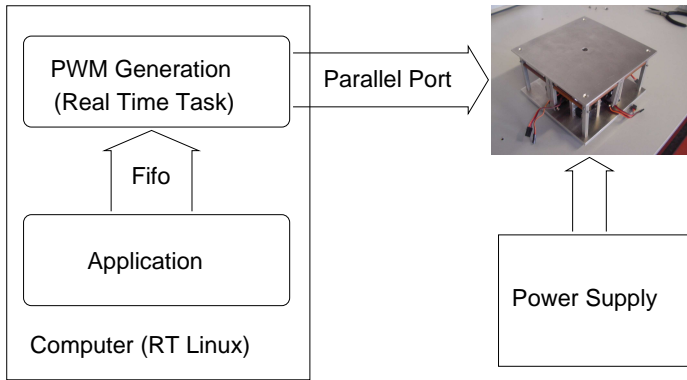 PWM Generation
(Real Time Task)
Parallel Port
Fifo
Application
Power Supply
Computer (RT Linux)